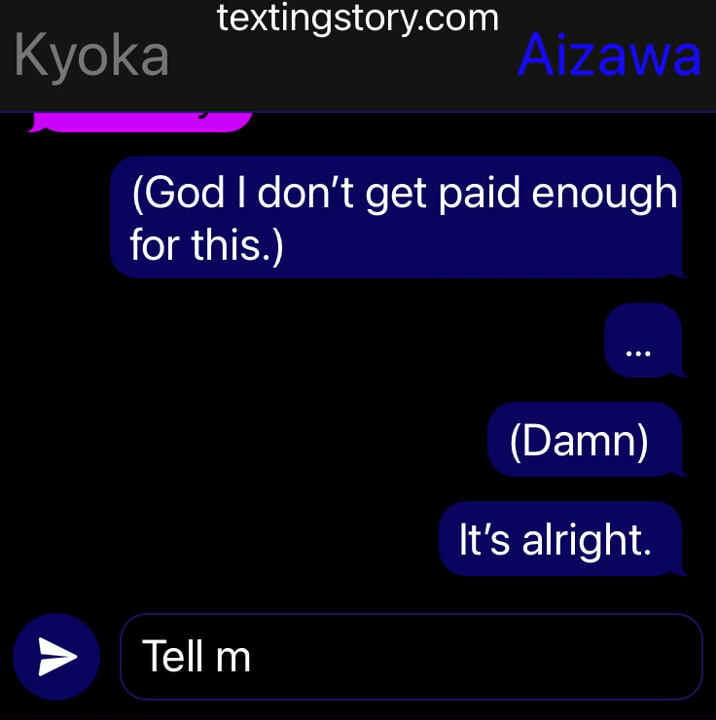 textingstory.com
Kyoka
Aizawa
(God I don’t get paid enough
for this.)
...
(Damn)
It’s alright.
Tell m